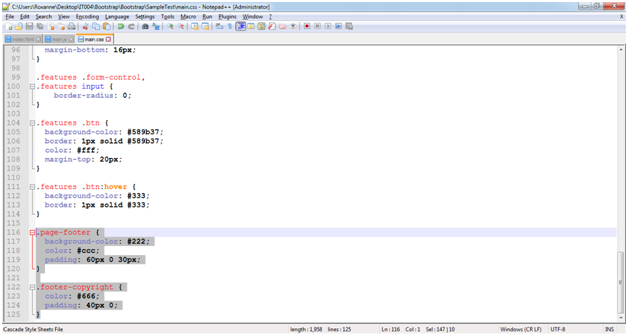 C:\Users\Roxanne\Desktop\IT004\Bootstrap\Bootstrap\SampleTest\main.css - Notepad++ [Administrator]
File Edit Search View Encoding Language Settings Tools Macro Run Plugins Window ?
index.html main.js main.css
96 margin-bottom: 16px;
97 }
98
99 .features .form-control,
100 .features input {
101 border-radius: 0;
102 }
103
104 .features .btn {
105 background-color: #589b37;
106 border: 1px solid #589b37;
107 color: #fff;
108 margin-top: 20px;
109 }
110
111 .features .btn:hover {
112 background-color: #333;
113 border: 1px solid #333;
114 }
115
116 .page-footer {
117 background-color: #222;
118 color: #ccc;
119 padding: 60px 0 30px;
120 }
121
122 .footer-copyright {
123 color: #666;
124 padding: 40px 0;
125 }
Cascade Style Sheets File length : 1,958 lines : 125 Ln : 116 Col : 1 Sel : 147 | 10 Windows (CR LF) UTF-8 INS